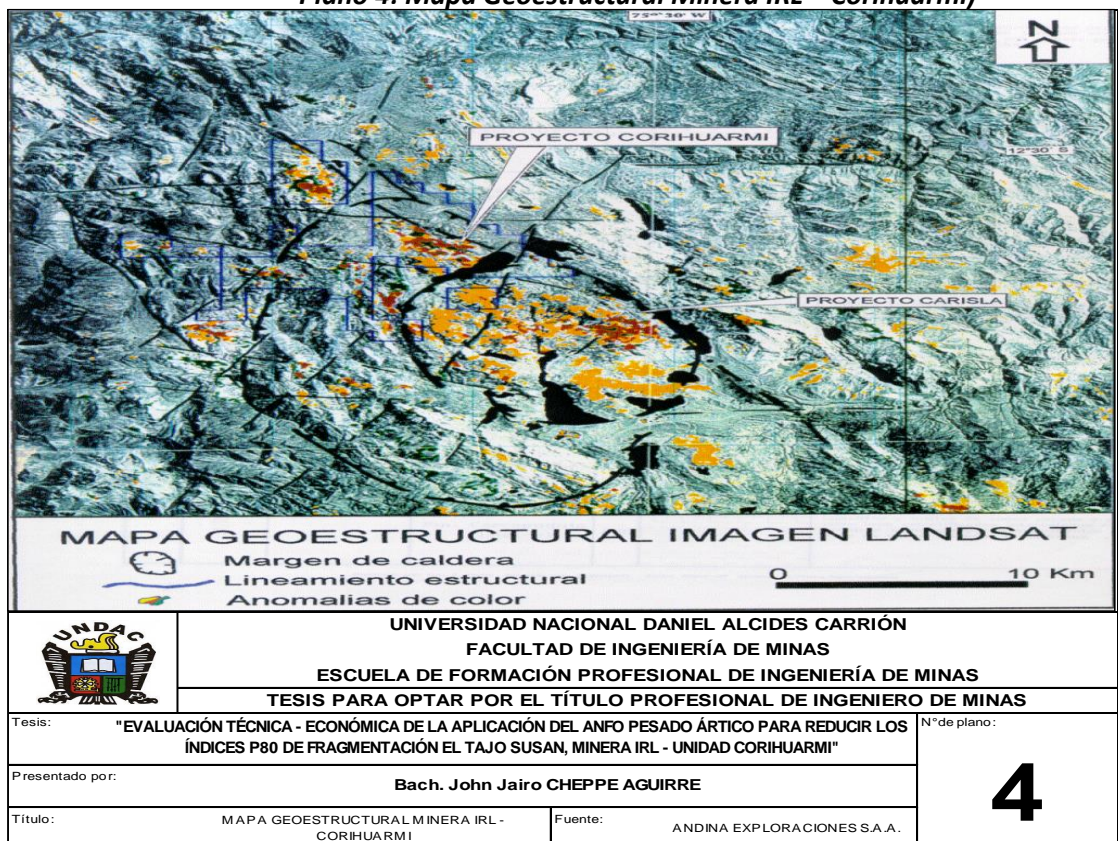 Plano 4: Mapa Geoestructural Minera IRL – Corihuarmi)
75° 30' W
N
PROYECTO CORIHUARMI
12°30' S
PROYECTO CARISLA
MAPA GEOESTRUCTURAL IMAGEN LANDSAT
Margen de caldera
Lineamiento estructural
Anomalias de color
0 10 Km
UNDAC
UNIVERSIDAD NACIONAL DANIEL ALCIDES CARRIÓN
FACULTAD DE INGENIERÍA DE MINAS
ESCUELA DE FORMACIÓN PROFESIONAL DE INGENIERÍA DE MINAS
TESIS PARA OPTAR POR EL TÍTULO PROFESIONAL DE INGENIERO DE MINAS
Tesis:
"EVALUACIÓN TÉCNICA - ECONÓMICA DE LA APLICACIÓN DEL ANFO PESADO ÁRTICO PARA REDUCIR LOS
ÍNDICES P80 DE FRAGMENTACIÓN EL TAJO SUSAN, MINERA IRL - UNIDAD CORIHUARMI"
N° de plano:
4
Presentado por:
Bach. John Jairo CHEPPE AGUIRRE
Título:
MAPA GEOESTRUCTURAL MINERA IRL -
CORIHUARMI
Fuente:
ANDINA EXPLORACIONES S.A.A.